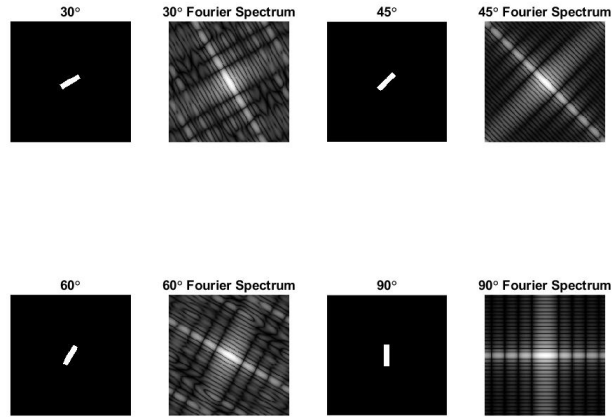 30°
30° Fourier Spectrum
45°
45° Fourier Spectrum
60°
60° Fourier Spectrum
90°
90° Fourier Spectrum